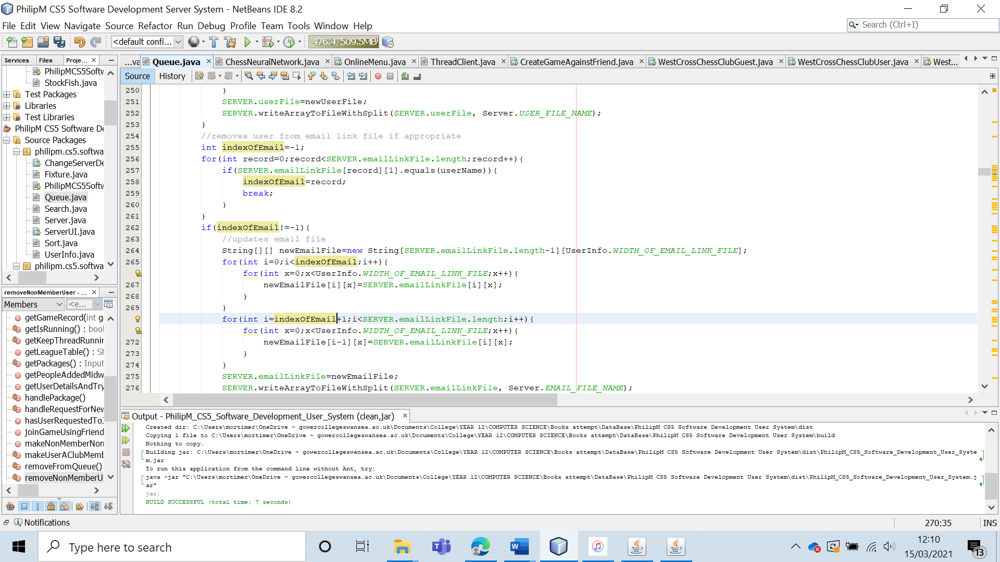 PhilipM CS5 Software Development Server System - NetBeans IDE 8.2
File Edit View Navigate Source Refactor Run Debug Profile Team Tools Window Help
Search (Ctrl+I)
<default confi... 476.4/509.5MB
Services Files Proje...
...va Queue.java ChessNeuralNetwork.java OnlineMenu.java ThreadClient.java CreateGameAgainstFriend.java WestCrossChessClubGuest.java WestCrossChessClubUser.java West...
Source History
PhilipMCS5Softw
StockFish.java
Test Packages
Libraries
Test Libraries
PhilipM CS5 Software De
Source Packages
philipm.cs5.softwa
ChangeServerDe
Fixture.java
PhilipMCS5Softw
Queue.java
Search.java
Server.java
ServerUI.java
Sort.java
UserInfo.java
philipm.cs5.softwa
removeNonMemberUser - ...
Members <e...
getGameRecord(int g
getIsRunning() : bool
getKeepThreadRunnin
getLeagueTable() : St
getPackages() : Input
getPeopleAddedMidw
getUserDetailsAndTry
handlePackage()
handleRequestForNew
hasUserRequestedTo
joinGameUsingFriend
makeNonMemberNon
makeUserAClubMemb
removeFromQueue()
removeNonMemberU
250 }
251 SERVER.userFile=newUserFile;
252 SERVER.writeArrayToFileWithSplit(SERVER.userFile, Server.USER_FILE_NAME);
253 }
254 //removes user from email link file if appropriate
255 int indexOfEmail=-1;
256 for(int record=0;record<SERVER.emailLinkFile.length;record++){
257 if(SERVER.emailLinkFile[record][1].equals(userName)){
258 indexOfEmail=record;
259 break;
260 }
261 }
262 if(indexOfEmail!=-1){
263 //updates email file
264 String[][] newEmailFile=new String[SERVER.emailLinkFile.length-1][UserInfo.WIDTH_OF_EMAIL_LINK_FILE];
265 for(int i=0;i<indexOfEmail;i++){
for(int x=0;x<UserInfo.WIDTH_OF_EMAIL_LINK_FILE;x++){
267 newEmailFile[i][x]=SERVER.emailLinkFile[i][x];
268 }
269 }
for(int i=indexOfEmail+1;i<SERVER.emailLinkFile.length;i++){
for(int x=0;x<UserInfo.WIDTH_OF_EMAIL_LINK_FILE;x++){
272 newEmailFile[i-1][x]=SERVER.emailLinkFile[i][x];
273 }
274 }
275 SERVER.emailLinkFile=newEmailFile;
276 SERVER.writeArrayToFileWithSplit(SERVER.emailLinkFile, Server.EMAIL_FILE_NAME);
Output - PhilipM_CS5_Software_Development_User_System (clean,jar)
Created dir: C:\Users\mortimer\OneDrive - gowercollegeswansea.ac.uk\Documents\College\YEAR 12\COMPUTER SCIENCE\Books attempt\DataBase\PhilipM CS5 Software Development User System\dist
Copying 1 file to C:\Users\mortimer\OneDrive - gowercollegeswansea.ac.uk\Documents\College\YEAR 12\COMPUTER SCIENCE\Books attempt\DataBase\PhilipM CS5 Software Development User System\build
Nothing to copy.
Building jar: C:\Users\mortimer\OneDrive - gowercollegeswansea.ac.uk\Documents\College\YEAR 12\COMPUTER SCIENCE\Books attempt\DataBase\PhilipM CS5 Software Development User System\dist\PhilipM_CS5_Software_Development_User_Syste
m.jar
To run this application from the command line without Ant, try:
java -jar "C:\Users\mortimer\OneDrive - gowercollegeswansea.ac.uk\Documents\College\YEAR 12\COMPUTER SCIENCE\Books attempt\DataBase\PhilipM CS5 Software Development User System\dist\PhilipM_CS5_Software_Development_User_System.j
ar"
jar:
BUILD SUCCESSFUL (total time: 7 seconds)
Notifications
270:35 INS
Type here to search
12:10
15/03/2021
13